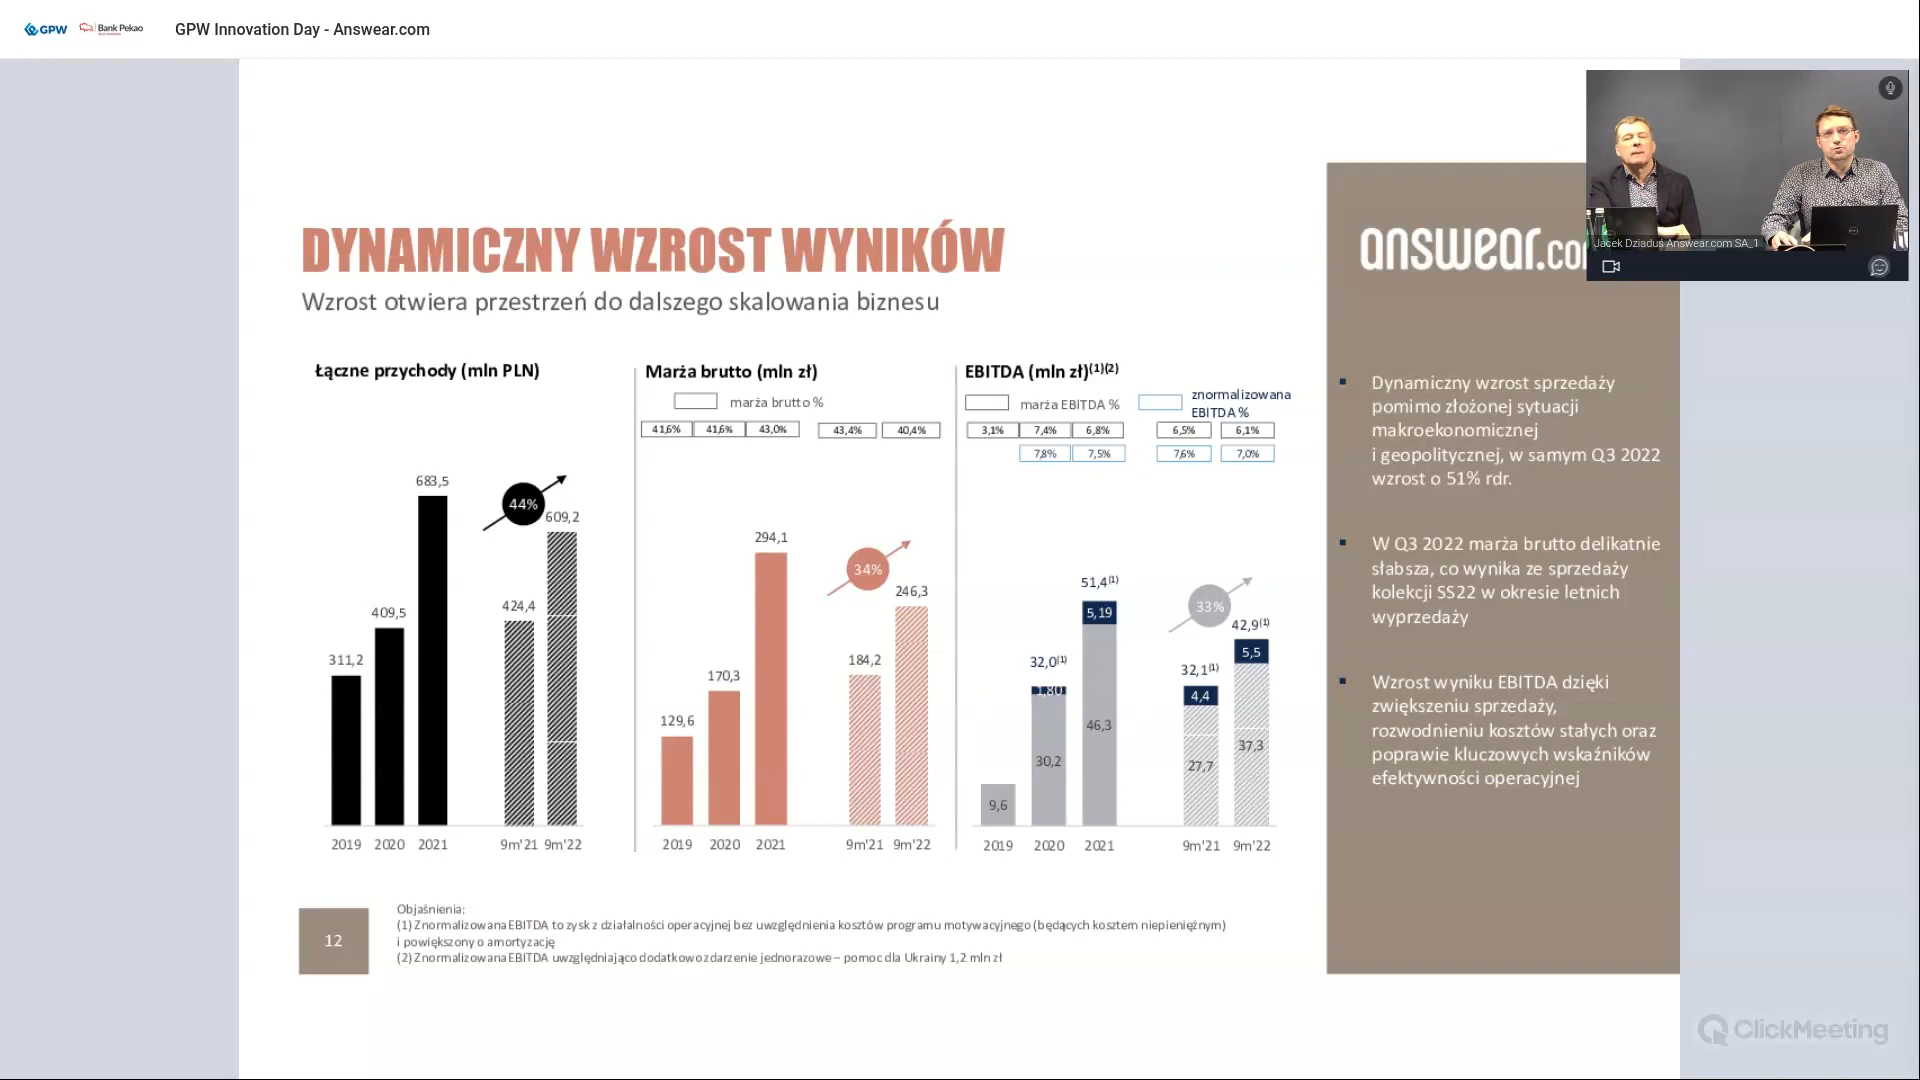 GPW Bank Pekao GPW Innovation Day - Answear.com
Jacek Dziaduś Answear.com SA_1
DYNAMICZNY WZROST WYNIKÓW
Wzrost otwiera przestrzeń do dalszego skalowania biznesu
answear.co
Łączne przychody (mln PLN)
44%
311,2
409,5
683,5
424,4
609,2
2019 2020 2021 9m'21 9m'22
Marża brutto (mln zł)
marża brutto %
41,6% 41,6% 43,0% 43,4% 40,4%
34%
129,6
170,3
294,1
184,2
246,3
2019 2020 2021 9m'21 9m'22
EBITDA (mln zł)(1)(2)
marża EBITDA %
znormalizowana
EBITDA %
3,1% 7,4% 6,8% 6,5% 6,1%
7,8% 7,5% 7,6% 7,0%
33%
9,6
32,0(1)
1,80
30,2
51,4(1)
5,19
46,3
32,1(1)
4,4
27,7
42,9(1)
5,5
37,3
2019 2020 2021 9m'21 9m'22
Dynamiczny wzrost sprzedaży
pomimo złożonej sytuacji
makroekonomicznej
i geopolitycznej, w samym Q3 2022
wzrost o 51% rdr.
W Q3 2022 marża brutto delikatnie
słabsza, co wynika ze sprzedaży
kolekcji SS22 w okresie letnich
wyprzedaży
Wzrost wyniku EBITDA dzięki
zwiększeniu sprzedaży,
rozwodnieniu kosztów stałych oraz
poprawie kluczowych wskaźników
efektywności operacyjnej
12
Objaśnienia:
(1) Znormalizowana EBITDA to zysk z działalności operacyjnej bez uwzględnienia kosztów programu motywacyjnego (będących kosztem niepieniężnym)
i powiększony o amortyzację
(2) Znormalizowana EBITDA uwzględniająco dodatkowo zdarzenie jednorazowe – pomoc dla Ukrainy 1,2 mln zł
ClickMeeting